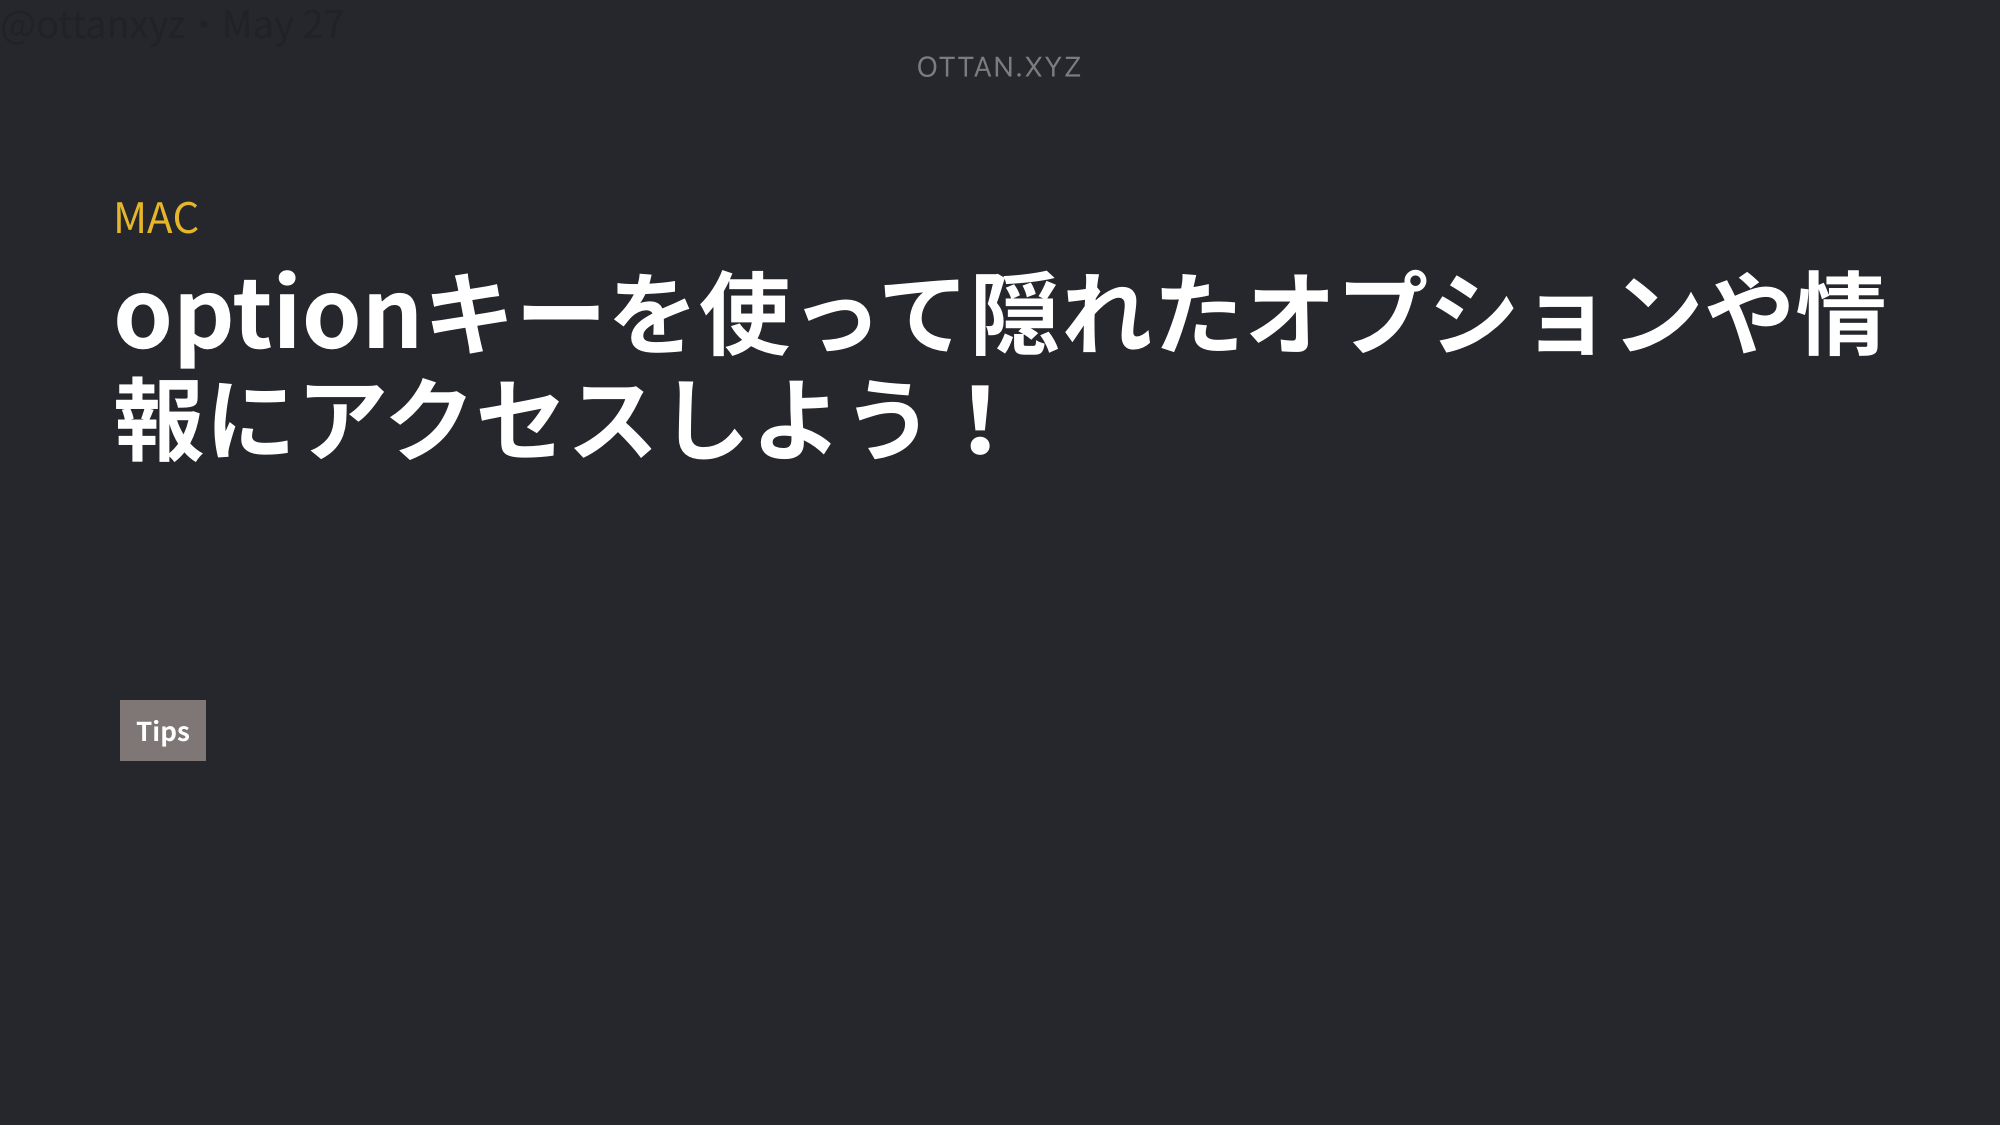 @ottanxyz・May 27
OTTAN.XYZ
MAC
optionキーを使って隠れたオプションや情
報にアクセスしよう！
Tips